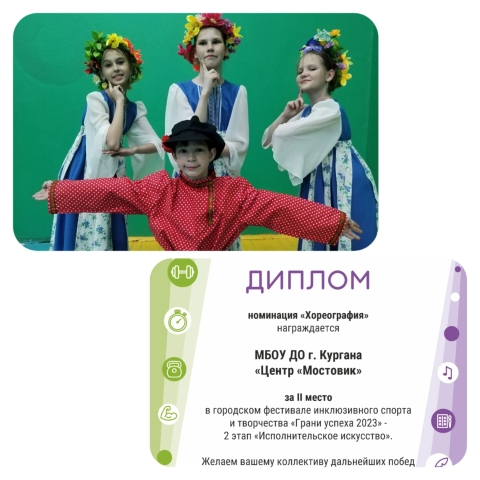 ДИПЛОМ
номинация «Хореография»
награждается
МБОУ ДО г. Кургана
«Центр «Мостовик»
за II место
в городском фестивале инклюзивного спорта
и творчества «Грани успеха 2023» -
2 этап «Исполнительское искусство».
Желаем вашему коллективу дальнейших побед